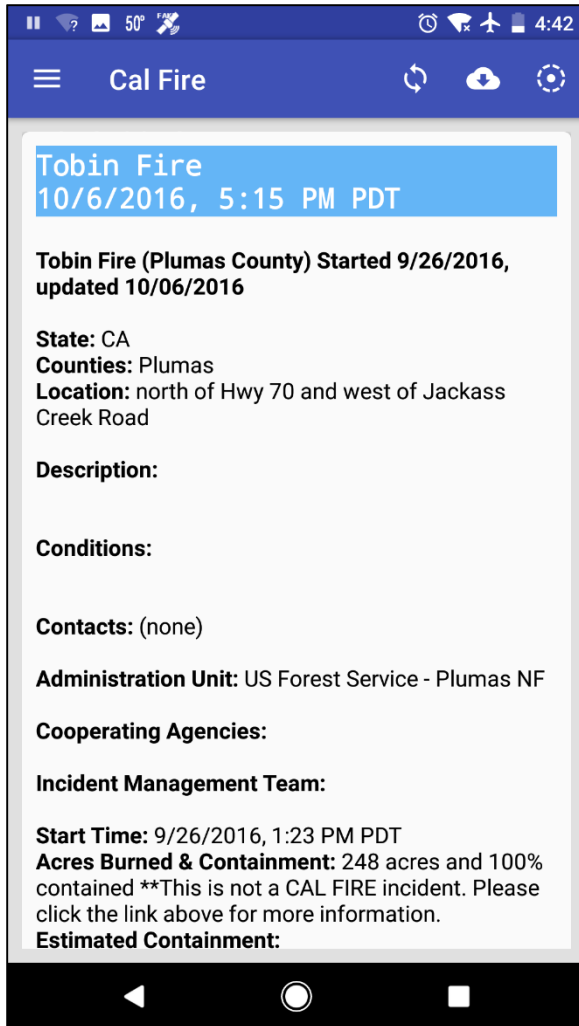 50°
FAKE
4:42
Cal Fire
Tobin Fire
10/6/2016, 5:15 PM PDT
Tobin Fire (Plumas County) Started 9/26/2016,
updated 10/06/2016
State: CA
Counties: Plumas
Location: north of Hwy 70 and west of Jackass
Creek Road
Description:
Conditions:
Contacts: (none)
Administration Unit: US Forest Service - Plumas NF
Cooperating Agencies:
Incident Management Team:
Start Time: 9/26/2016, 1:23 PM PDT
Acres Burned & Containment: 248 acres and 100%
contained **This is not a CAL FIRE incident. Please
click the link above for more information.
Estimated Containment: